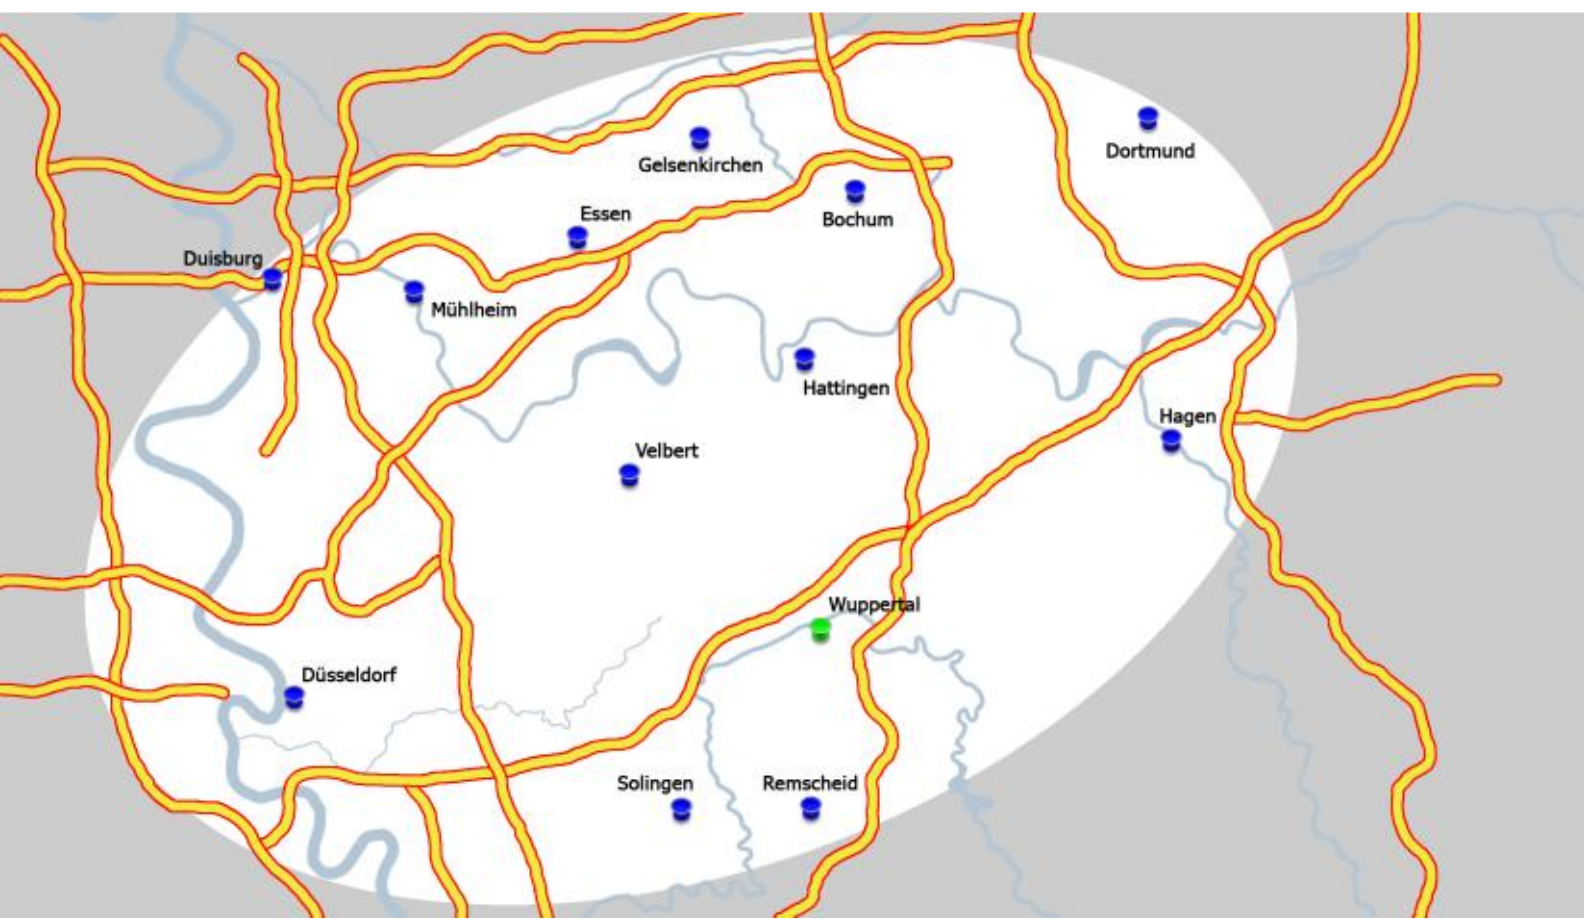 Dortmund
Gelsenkirchen
Essen
Bochum
Duisburg
Mühlheim
Hattingen
Hagen
Velbert
Wuppertal
Düsseldorf
Solingen
Remscheid